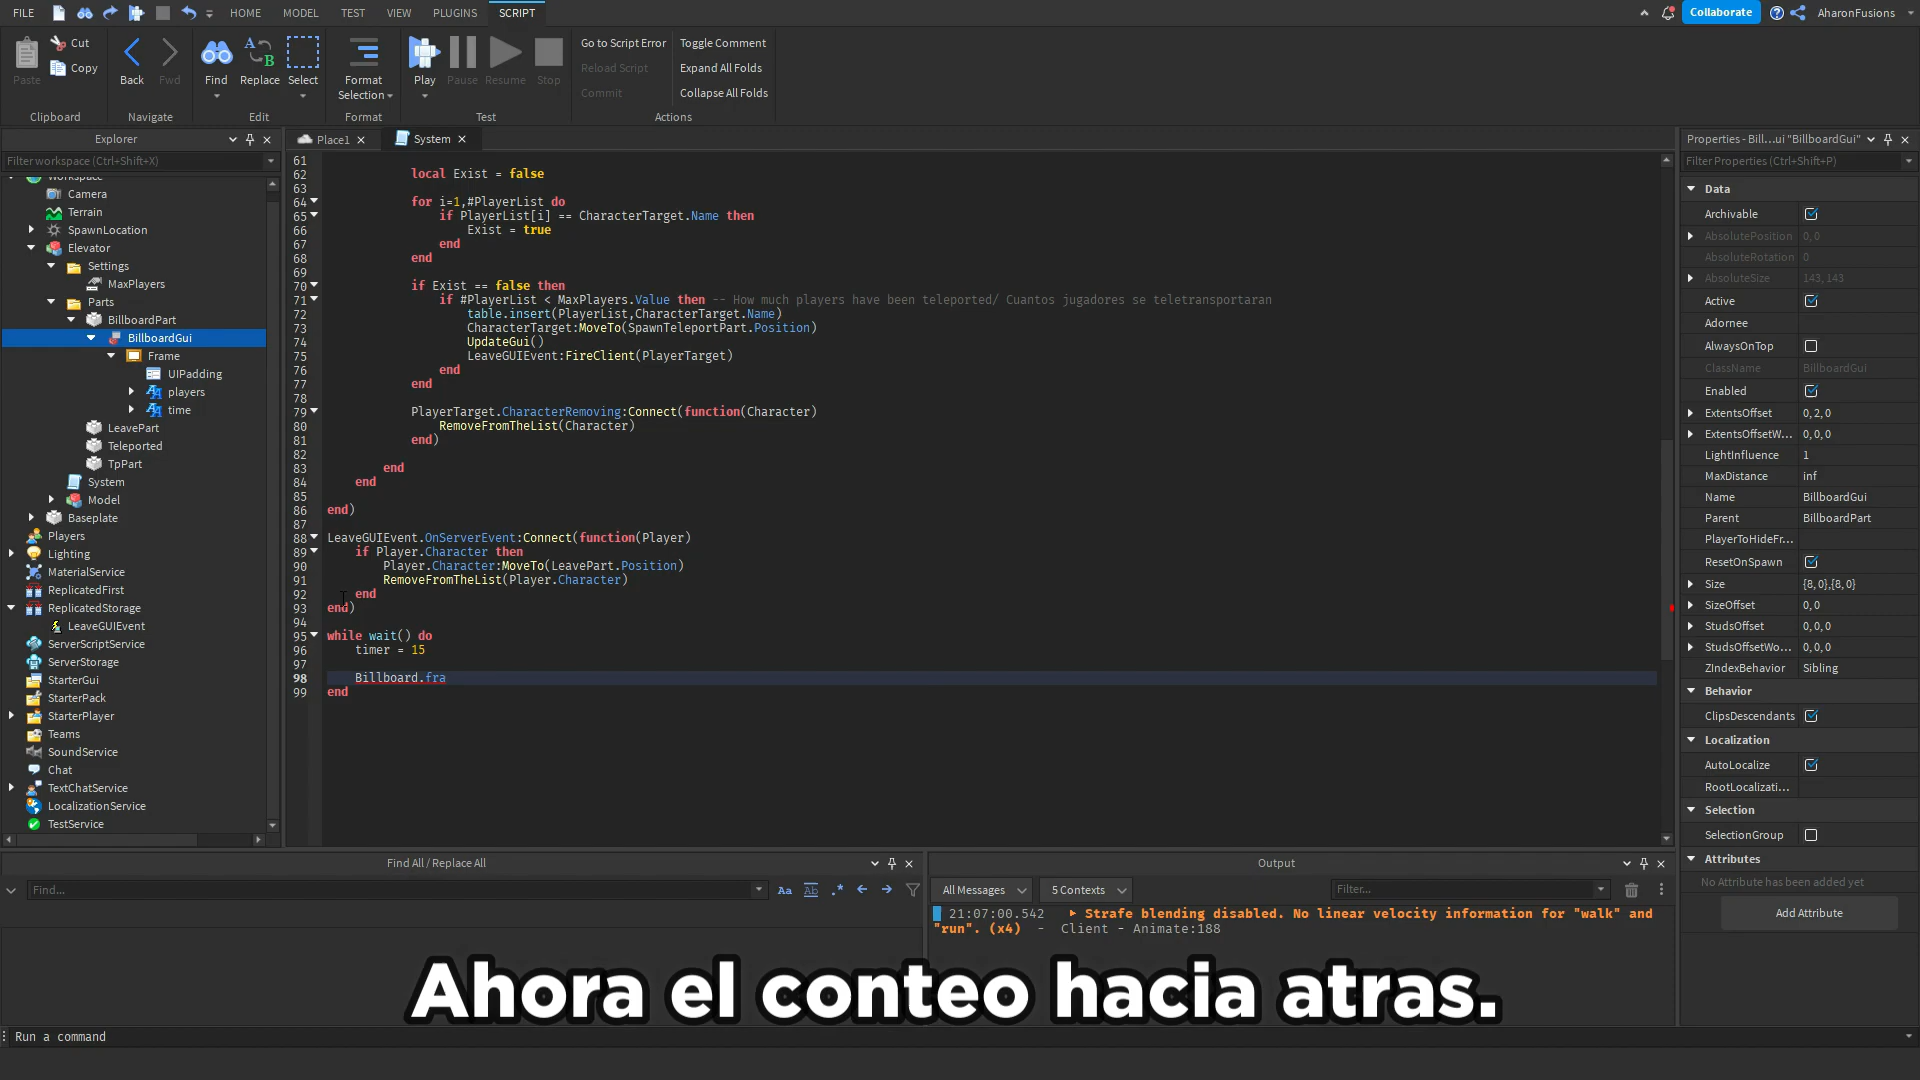 FILE HOME MODEL TEST VIEW PLUGINS SCRIPT Collaborate AharonFusions
Paste Cut Copy
Back Fwd
Find Replace Select
Format Selection
Play Pause Resume Stop
Go to Script Error Toggle Comment
Reload Script Expand All Folds
Commit Collapse All Folds
Clipboard Navigate Edit Format Test Actions
Explorer
Filter workspace (Ctrl+Shift+X)
Workspace
Camera
Terrain
SpawnLocation
Elevator
Settings
MaxPlayers
Parts
BillboardPart
BillboardGui
Frame
UIPadding
players
time
LeavePart
Teleported
TpPart
System
Model
Baseplate
Players
Lighting
MaterialService
ReplicatedFirst
ReplicatedStorage
LeaveGUIEvent
ServerScriptService
ServerStorage
StarterGui
StarterPack
StarterPlayer
Teams
SoundService
Chat
TextChatService
LocalizationService
TestService
Place1 System
61
62 local Exist = false
63
64 for i=1,#PlayerList do
65 if PlayerList[i] == CharacterTarget.Name then
66 Exist = true
67 end
68 end
69
70 if Exist == false then
71 if #PlayerList < MaxPlayers.Value then -- How much players have been teleported/ Cuantos jugadores se teletransportaran
72 table.insert(PlayerList,CharacterTarget.Name)
73 CharacterTarget:MoveTo(SpawnTeleportPart.Position)
74 UpdateGui()
75 LeaveGUIEvent:FireClient(PlayerTarget)
76 end
77 end
78
79 PlayerTarget.CharacterRemoving:Connect(function(Character)
80 RemoveFromTheList(Character)
81 end)
82
83 end
84 end
85
86 end)
87
88 LeaveGUIEvent.OnServerEvent:Connect(function(Player)
89 if Player.Character then
90 Player.Character:MoveTo(LeavePart.Position)
91 RemoveFromTheList(Player.Character)
92 end
93 end)
94
95 while wait() do
96 timer = 15
97
98 Billboard.fra
99 end
Properties - Bill...ui "BillboardGui"
Filter Properties (Ctrl+Shift+P)
Data
Archivable
AbsolutePosition 0, 0
AbsoluteRotation 0
AbsoluteSize 143, 143
Active
Adornee
AlwaysOnTop
ClassName BillboardGui
Enabled
ExtentsOffset 0, 2, 0
ExtentsOffsetW... 0, 0, 0
LightInfluence 1
MaxDistance inf
Name BillboardGui
Parent BillboardPart
PlayerToHideFr...
ResetOnSpawn
Size {8, 0},{8, 0}
SizeOffset 0, 0
StudsOffset 0, 0, 0
StudsOffsetWo... 0, 0, 0
ZIndexBehavior Sibling
Behavior
ClipsDescendants
Localization
AutoLocalize
RootLocalizati...
Selection
SelectionGroup
Attributes
No Attribute has been added yet
Add Attribute
Find All / Replace All
Find... Aa Ab .*
Output
All Messages 5 Contexts Filter...
21:07:00.542 Strafe blending disabled. No linear velocity information for "walk" and
"run". (x4) - Client - Animate:188
Ahora el conteo hacia atras.
Run a command